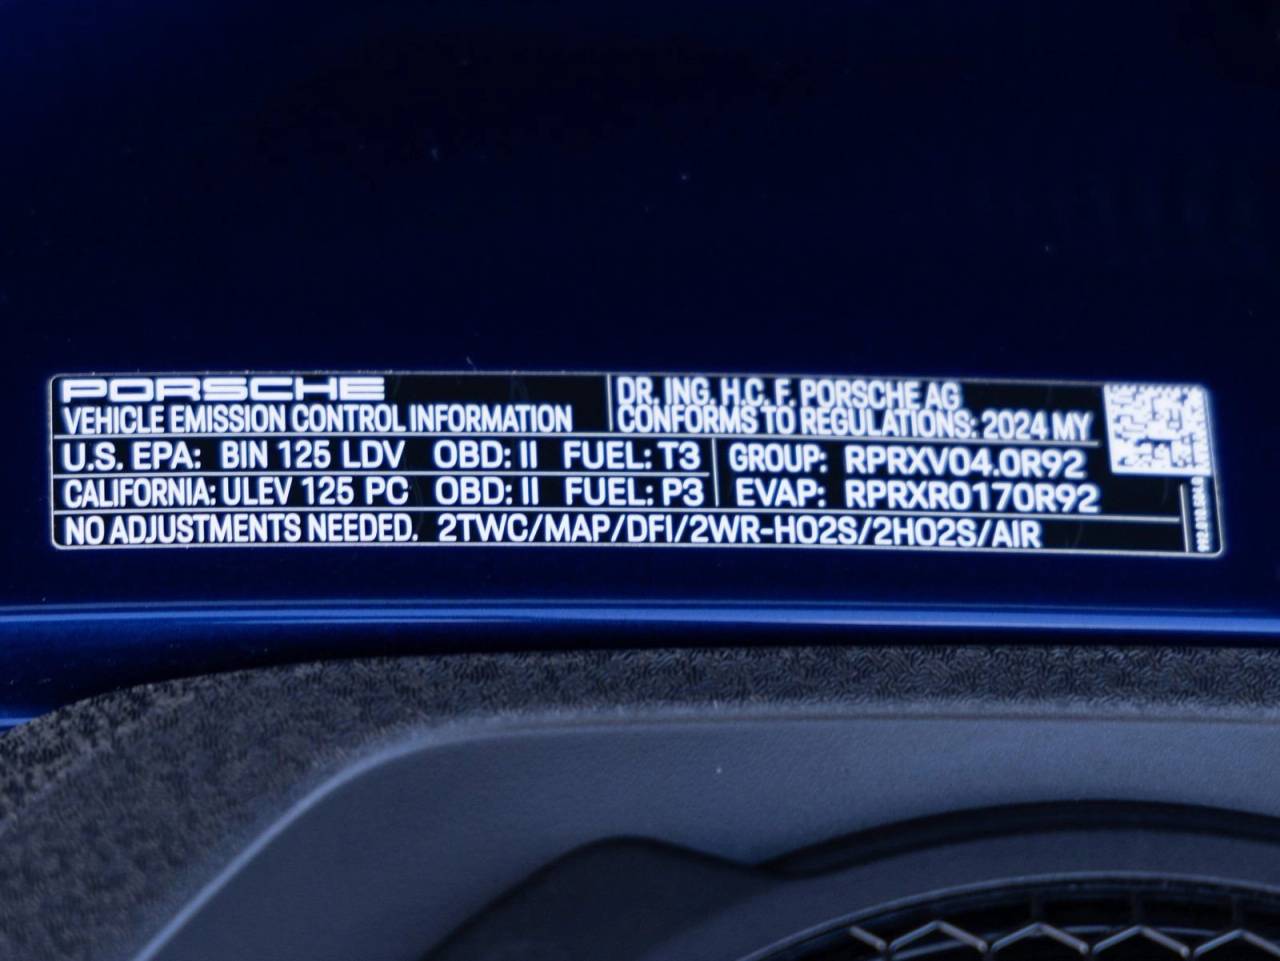 PORSCHE
VEHICLE EMISSION CONTROL INFORMATION
DR. ING. H.C. F. PORSCHE AG
CONFORMS TO REGULATIONS: 2024 MY
U.S. EPA: BIN 125 LDV OBD: II FUEL: T3
CALIFORNIA: ULEV 125 PC OBD: II FUEL: P3
GROUP: RPRXV04.0R92
EVAP: RPRXR0170R92
NO ADJUSTMENTS NEEDED. 2TWC/MAP/DFI/2WR-HO2S/2HO2S/AIR